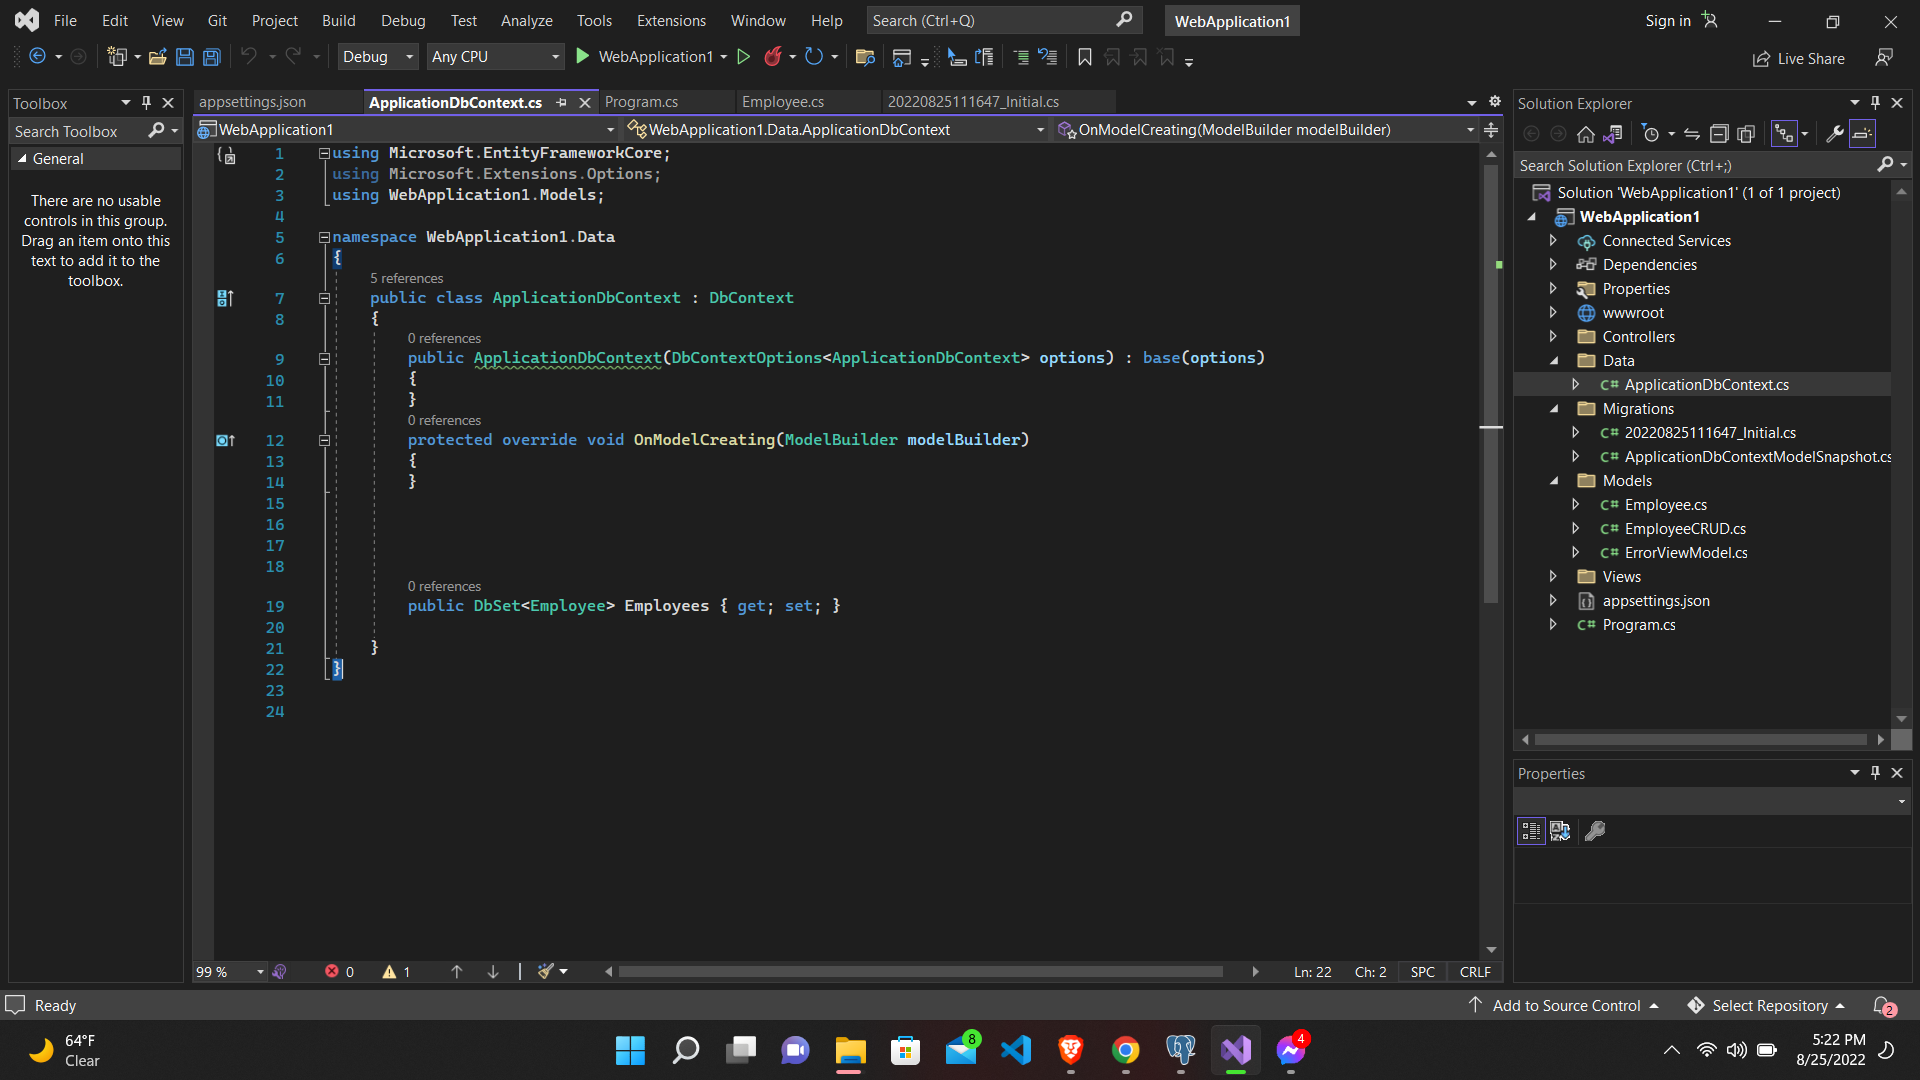 File Edit View Git Project Build Debug Test Analyze Tools Extensions Window Help Search (Ctrl+Q) WebApplication1 Sign in
Debug Any CPU WebApplication1 Live Share
Toolbox
Search Toolbox
General
There are no usable
controls in this group.
Drag an item onto this
text to add it to the
toolbox.
appsettings.json ApplicationDbContext.cs Program.cs Employee.cs 20220825111647_Initial.cs
WebApplication1 WebApplication1.Data.ApplicationDbContext OnModelCreating(ModelBuilder modelBuilder)
1 using Microsoft.EntityFrameworkCore;
2 using Microsoft.Extensions.Options;
3 using WebApplication1.Models;
4
5 namespace WebApplication1.Data
6 {
5 references
7 public class ApplicationDbContext : DbContext
8 {
0 references
9 public ApplicationDbContext(DbContextOptions<ApplicationDbContext> options) : base(options)
10 {
11 }
0 references
12 protected override void OnModelCreating(ModelBuilder modelBuilder)
13 {
14 }
15
16
17
18
0 references
19 public DbSet<Employee> Employees { get; set; }
20
21 }
22 }
23
24
99 % 0 1 Ln: 22 Ch: 2 SPC CRLF
Solution Explorer
Search Solution Explorer (Ctrl+;)
Solution 'WebApplication1' (1 of 1 project)
WebApplication1
Connected Services
Dependencies
Properties
wwwroot
Controllers
Data
C# ApplicationDbContext.cs
Migrations
C# 20220825111647_Initial.cs
C# ApplicationDbContextModelSnapshot.cs
Models
C# Employee.cs
C# EmployeeCRUD.cs
C# ErrorViewModel.cs
Views
appsettings.json
C# Program.cs
Properties
Ready Add to Source Control Select Repository 2
64°F
Clear
8
4
5:22 PM
8/25/2022